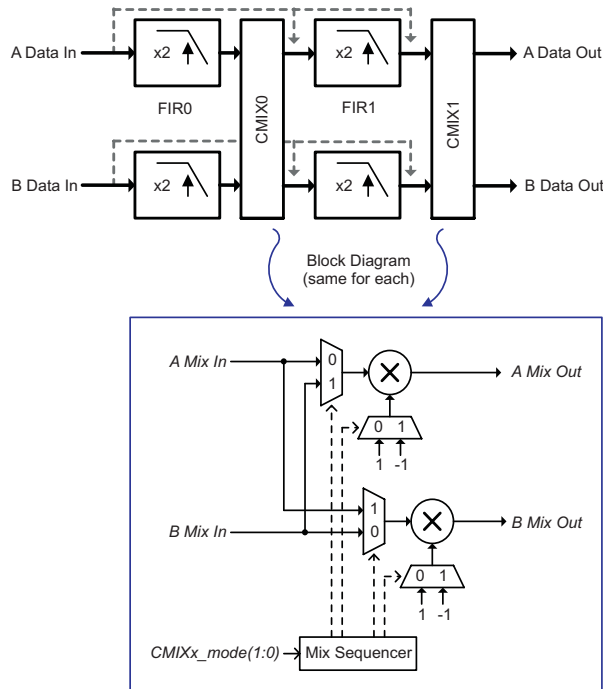 A Data In
x2
x2
A Data Out
FIR0
CMIX0
FIR1
CMIX1
B Data In
x2
x2
B Data Out
Block Diagram
(same for each)
A Mix In
0
1
A Mix Out
0 1
1 -1
B Mix In
1
0
B Mix Out
0 1
1 -1
CMIXx_mode(1:0)
Mix Sequencer